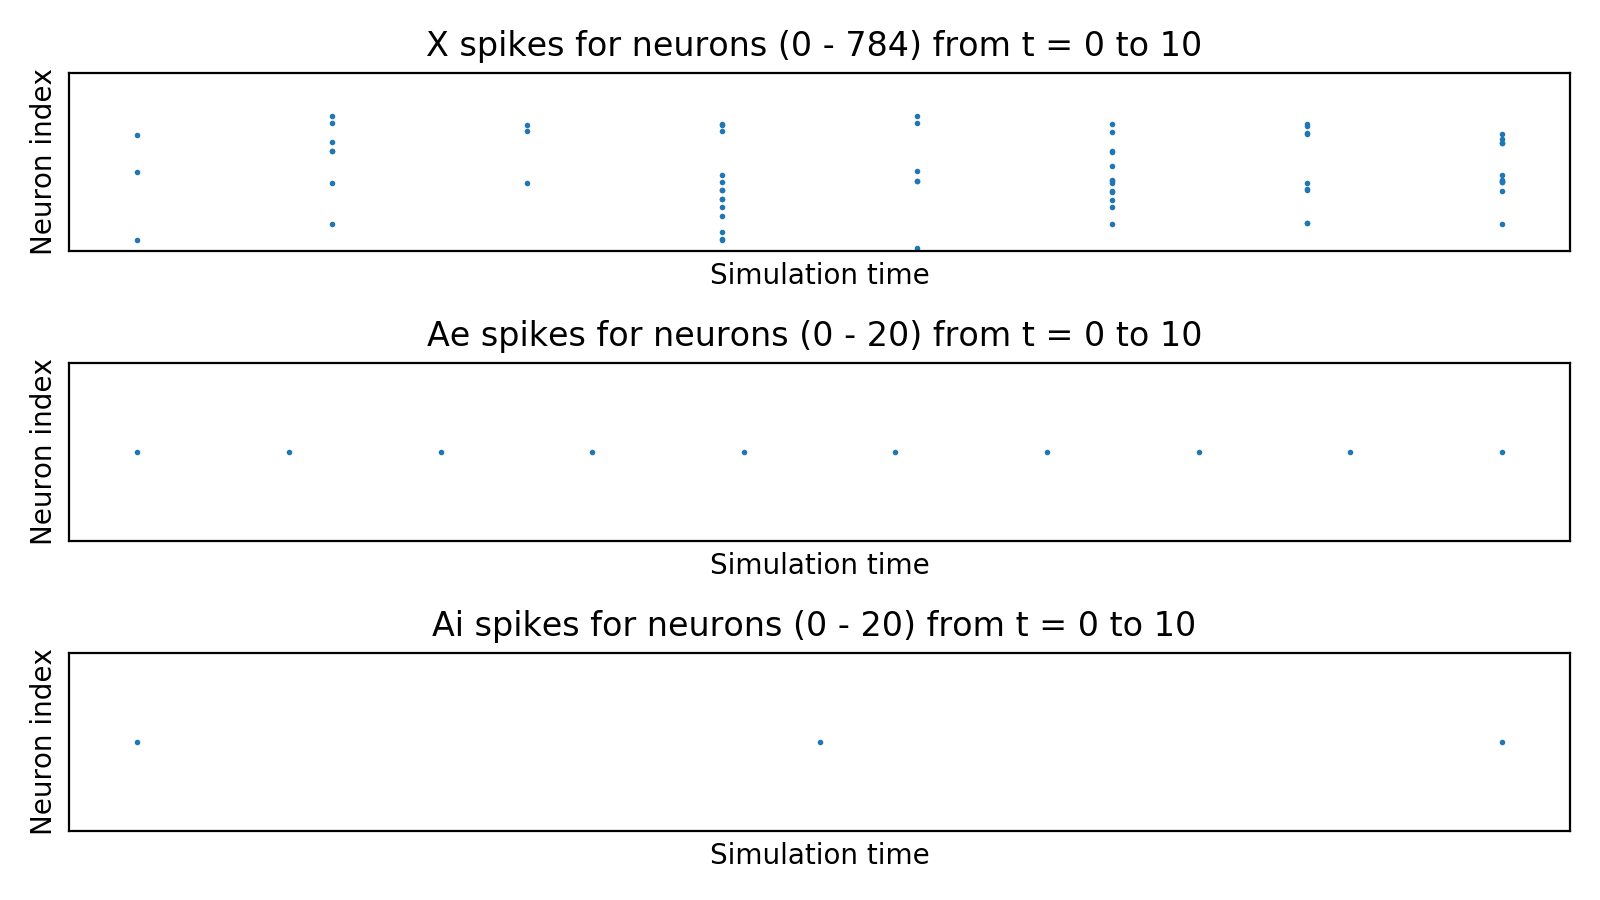 X spikes for neurons (0 - 784) from t = 0 to 10
Neuron index
Simulation time
Ae spikes for neurons (0 - 20) from t = 0 to 10
Neuron index
Simulation time
Ai spikes for neurons (0 - 20) from t = 0 to 10
Neuron index
Simulation time